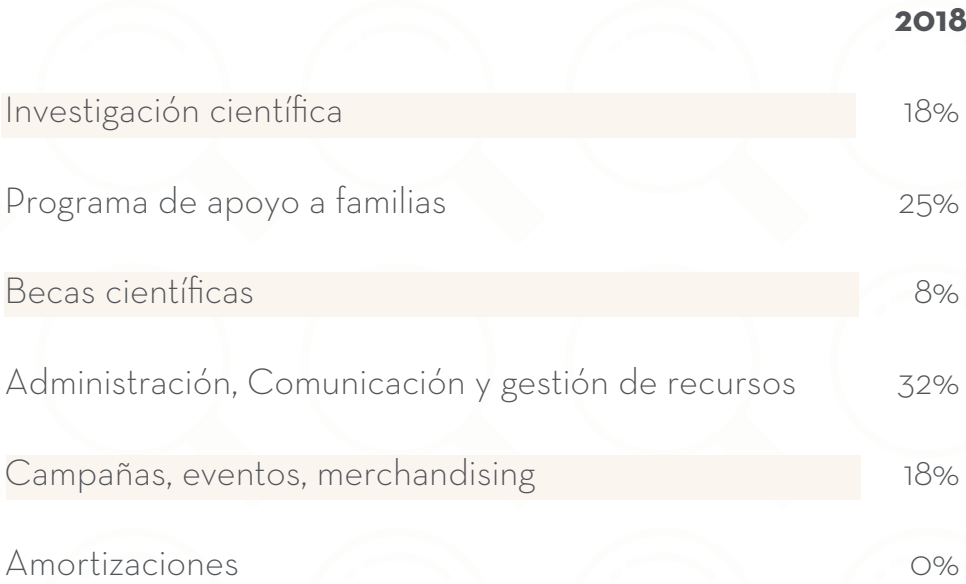 2018
Investigación científica 18%
Programa de apoyo a familias 25%
Becas científicas 8%
Administración, Comunicación y gestión de recursos 32%
Campañas, eventos, merchandising 18%
Amortizaciones 0%